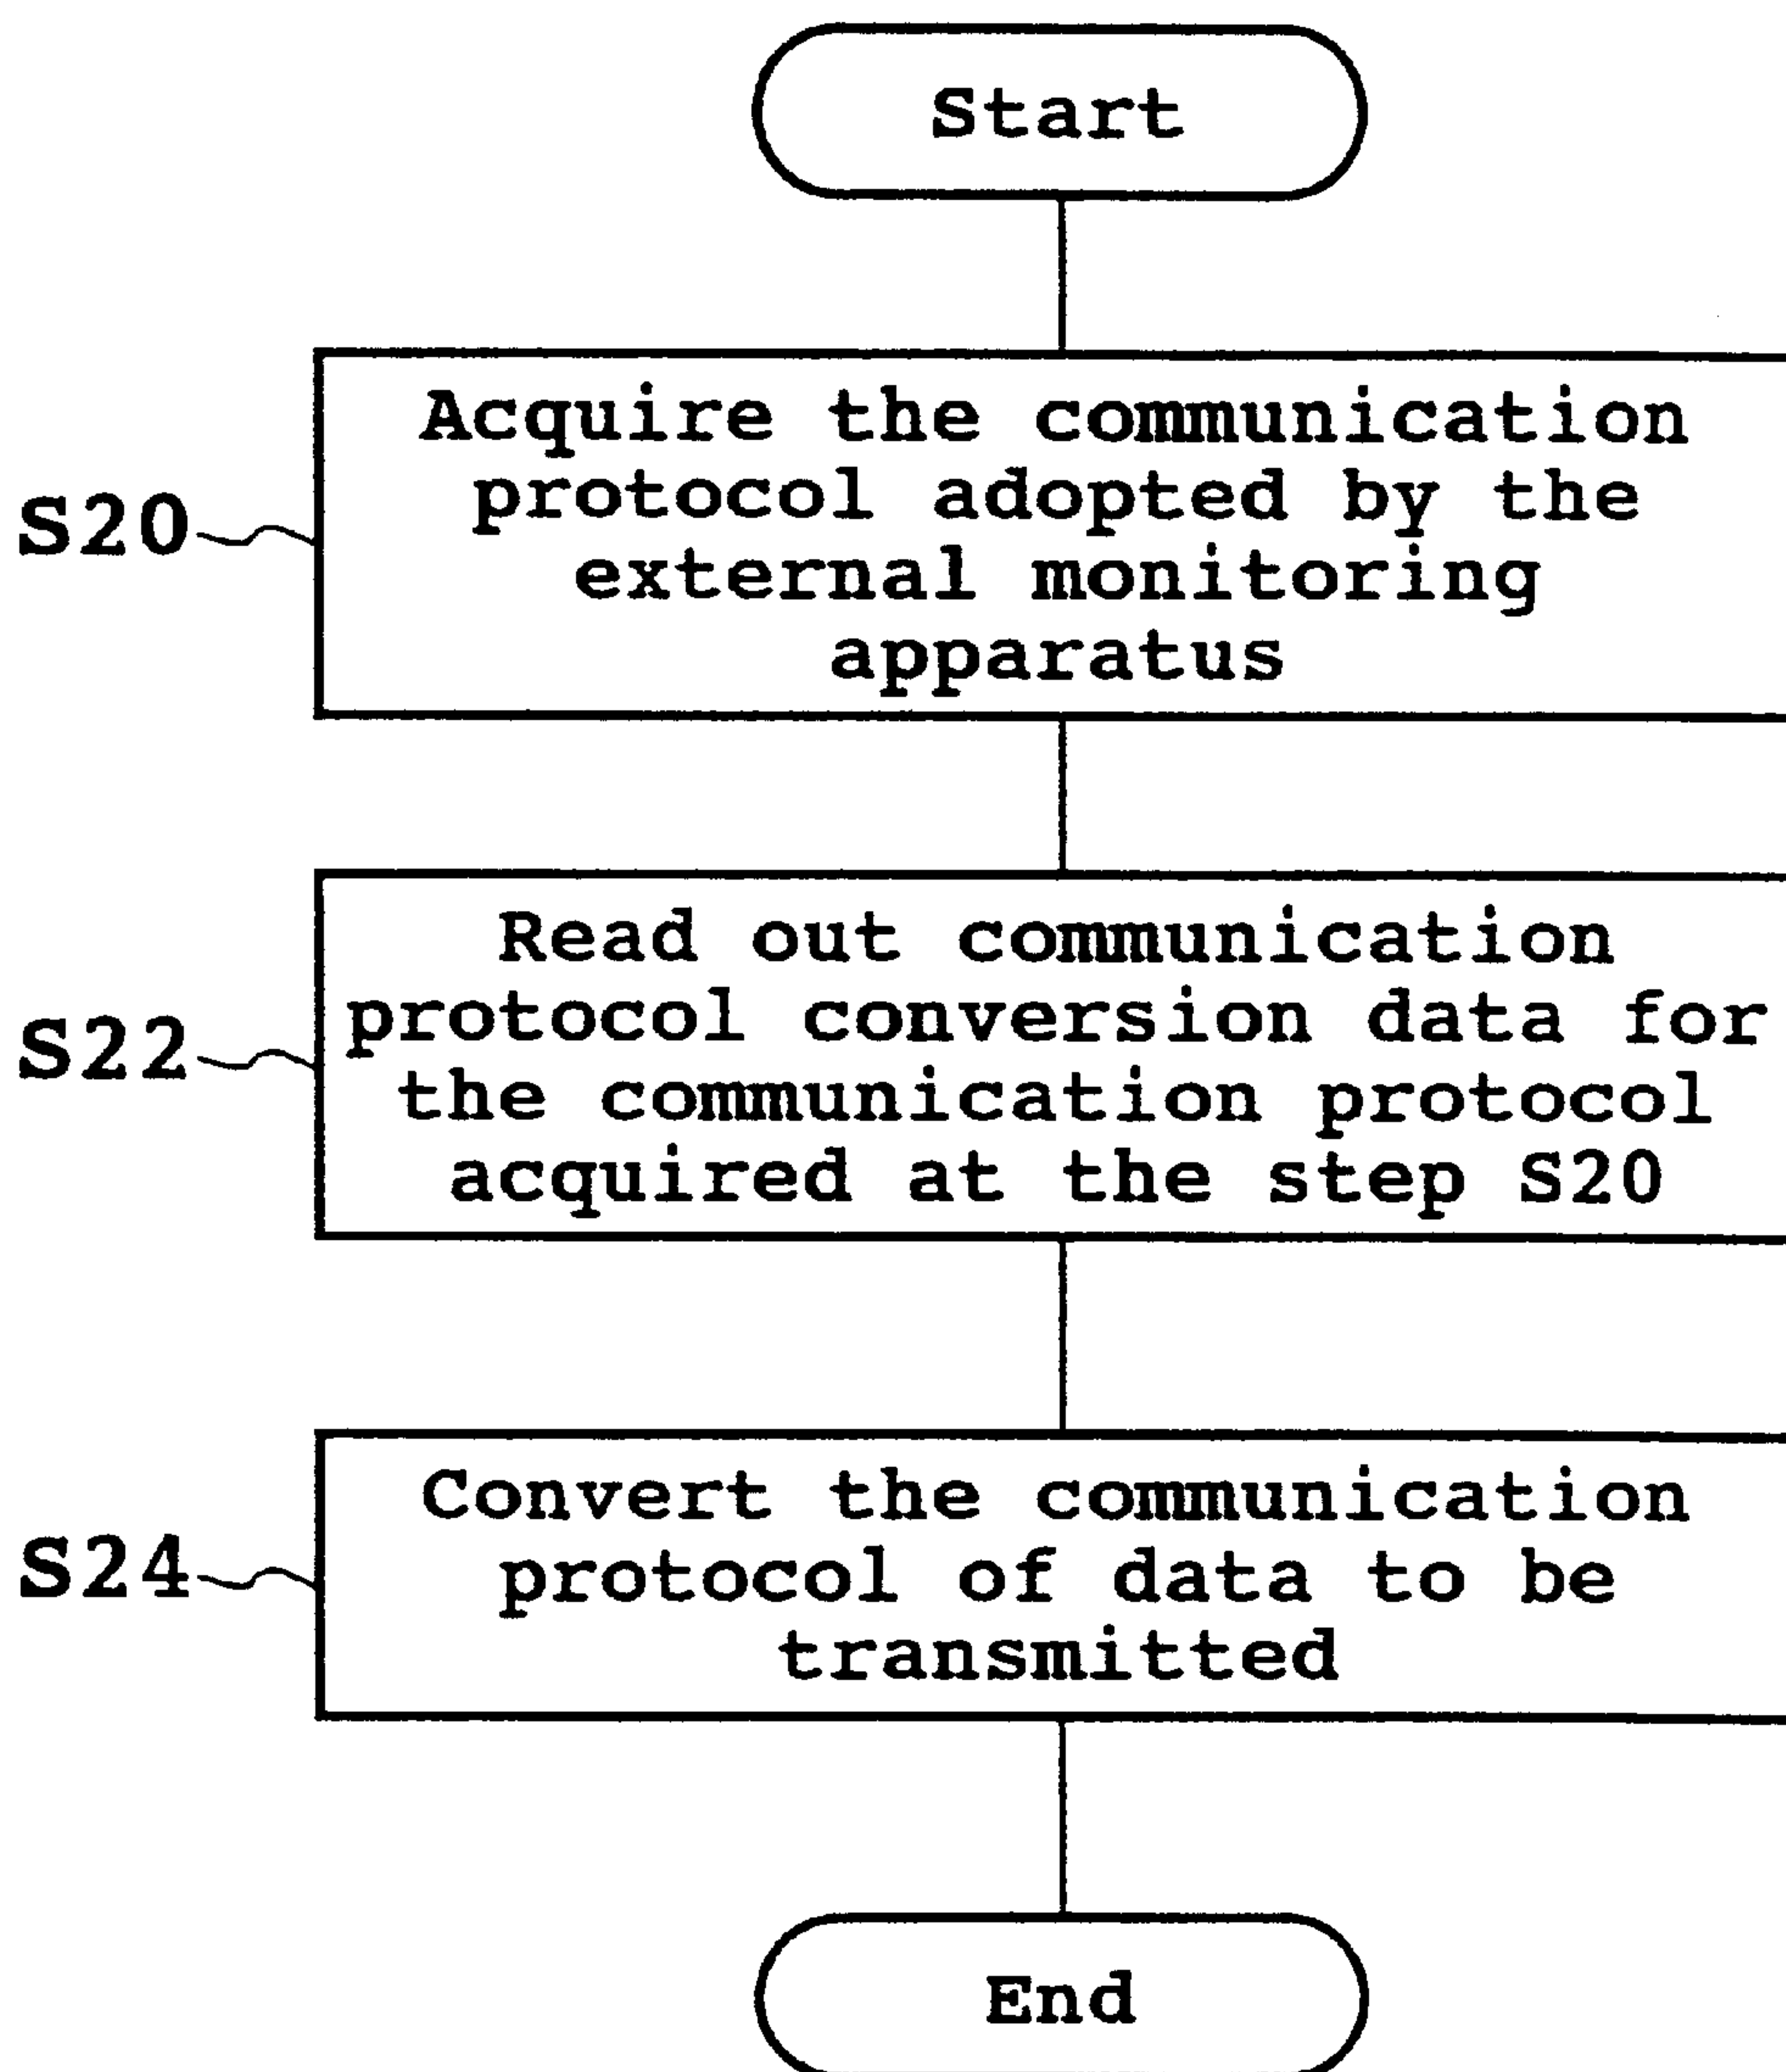 Start
Acquire the communication
protocol adopted by the
S20
external monitoring
apparatus
Read out communication
protocol conversion data for
S22
the communication protocol
acquired at the step S20
Convert the communication
protocol of data to be
S24
transmitted
End